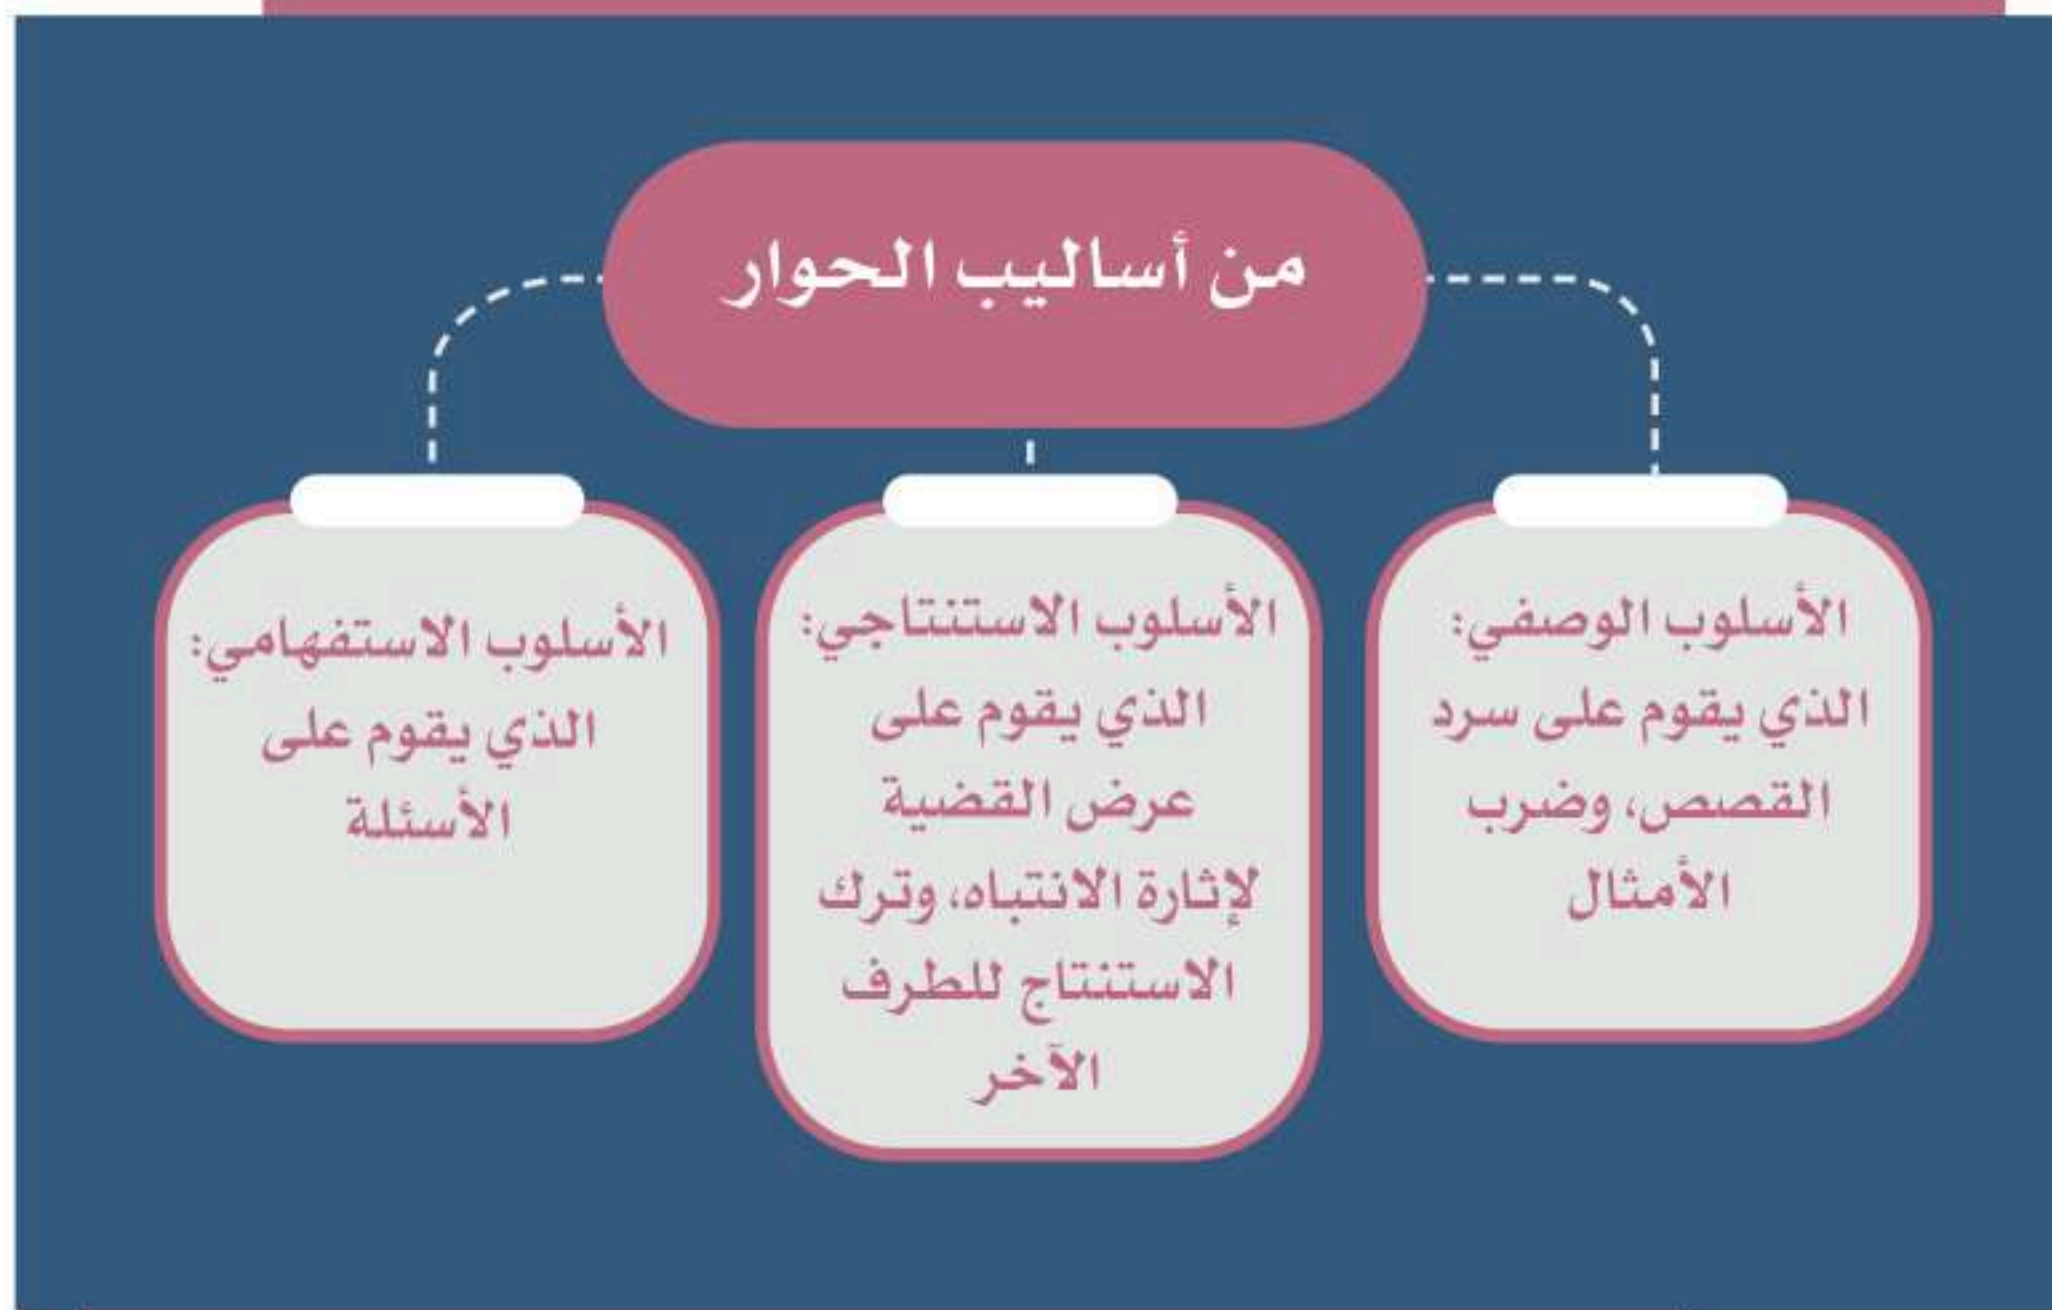 من أساليب الحوار
الأسلوب الوصفي:
الذي يقوم على سرد
القصص، وضرب
الأمثال
الأسلوب الاستنتاجي:
الذي يقوم على
عرض القضية
لإثارة الانتباه، وترك
الاستنتاج للطرف
الآخر
الأسلوب الاستفهامي:
الذي يقوم على
الأسئلة